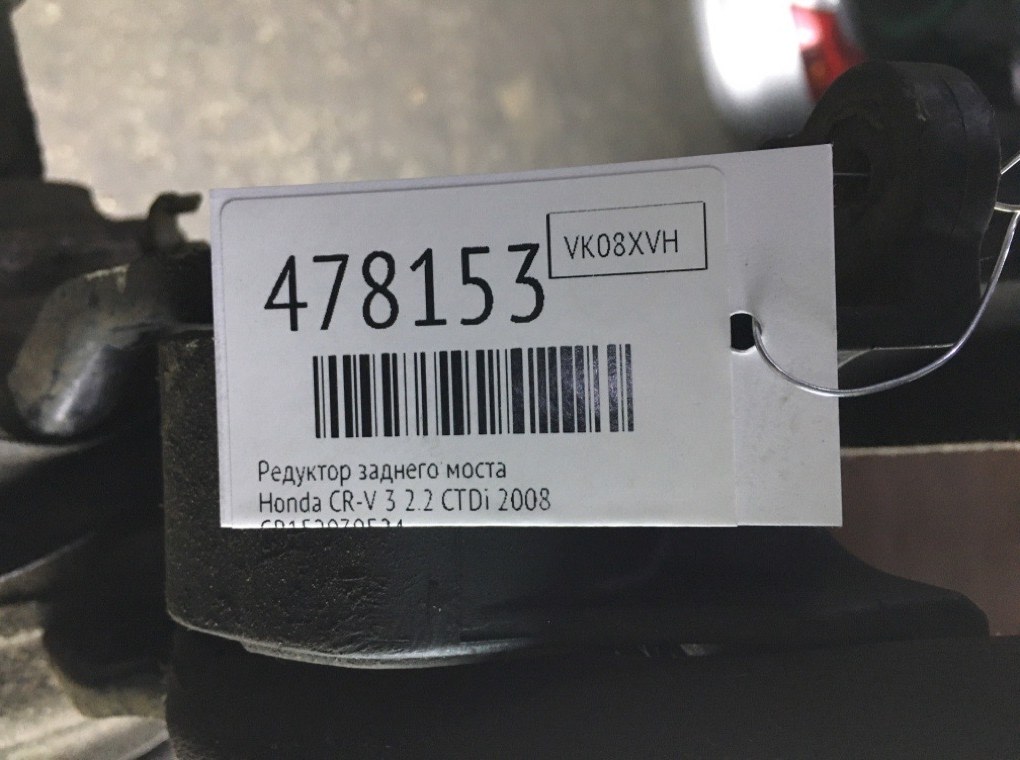 VK08XVH
478153
Редуктор заднего моста
Honda CR-V 3 2.2 CTDi 2008